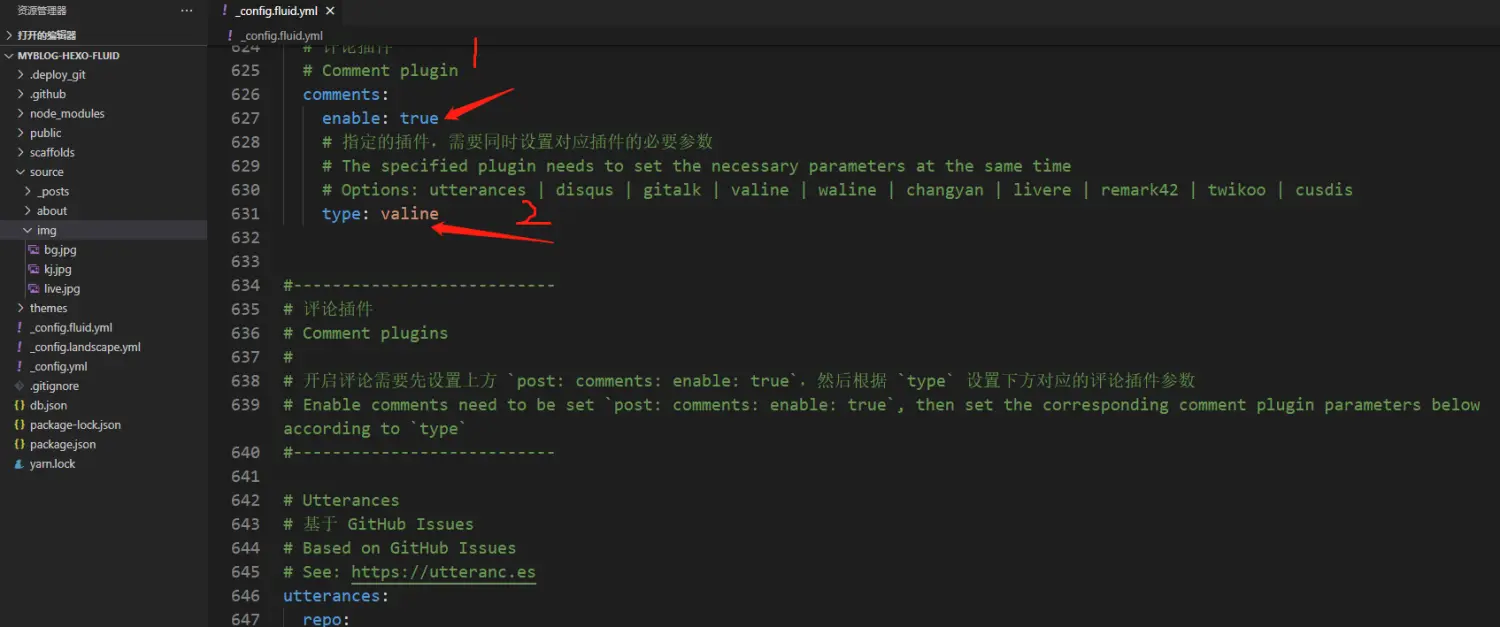 资源管理器
···
打开的编辑器
MYBLOG-HEXO-FLUID
.deploy_git
.github
node_modules
public
scaffolds
source
_posts
about
img
bg.jpg
kj.jpg
live.jpg
themes
! _config.fluid.yml
! _config.landscape.yml
! _config.yml
.gitignore
{} db.json
{} package-lock.json
{} package.json
yarn.lock
! _config.fluid.yml ×
! _config.fluid.yml
624 # 评论插件
625 # Comment plugin
1
626 comments:
627 enable: true
628 # 指定的插件，需要同时设置对应插件的必要参数
629 # The specified plugin needs to set the necessary parameters at the same time
630 # Options: utterances | disqus | gitalk | valine | waline | changyan | livere | remark42 | twikoo | cusdis
631 type: valine
2
632
633
634 #---------------------------
635 # 评论插件
636 # Comment plugins
637 #
638 # 开启评论需要先设置上方 `post: comments: enable: true`，然后根据 `type` 设置下方对应的评论插件参数
639 # Enable comments need to be set `post: comments: enable: true`, then set the corresponding comment plugin parameters below
according to `type`
640 #---------------------------
641
642 # Utterances
643 # 基于 GitHub Issues
644 # Based on GitHub Issues
645 # See: https://utteranc.es
646 utterances:
647 repo: